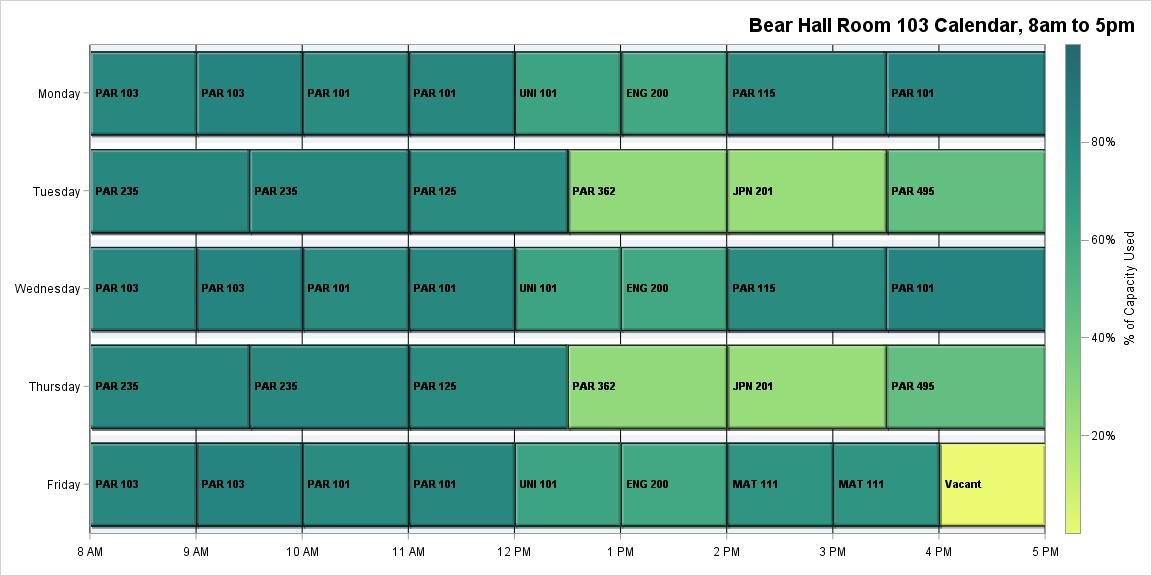 Bear Hall Room 103 Calendar, 8am to 5pm
Monday
PAR 103
PAR 103
PAR 101
PAR 101
UNI 101
ENG 200
PAR 115
PAR 101
Tuesday
PAR 235
PAR 235
PAR 125
PAR 362
JPN 201
PAR 495
Wednesday
PAR 103
PAR 103
PAR 101
PAR 101
UNI 101
ENG 200
PAR 115
PAR 101
Thursday
PAR 235
PAR 235
PAR 125
PAR 362
JPN 201
PAR 495
Friday
PAR 103
PAR 103
PAR 101
PAR 101
UNI 101
ENG 200
MAT 111
MAT 111
Vacant
8 AM
9 AM
10 AM
11 AM
12 PM
1 PM
2 PM
3 PM
4 PM
5 PM
80%
60%
40%
20%
% of Capacity Used